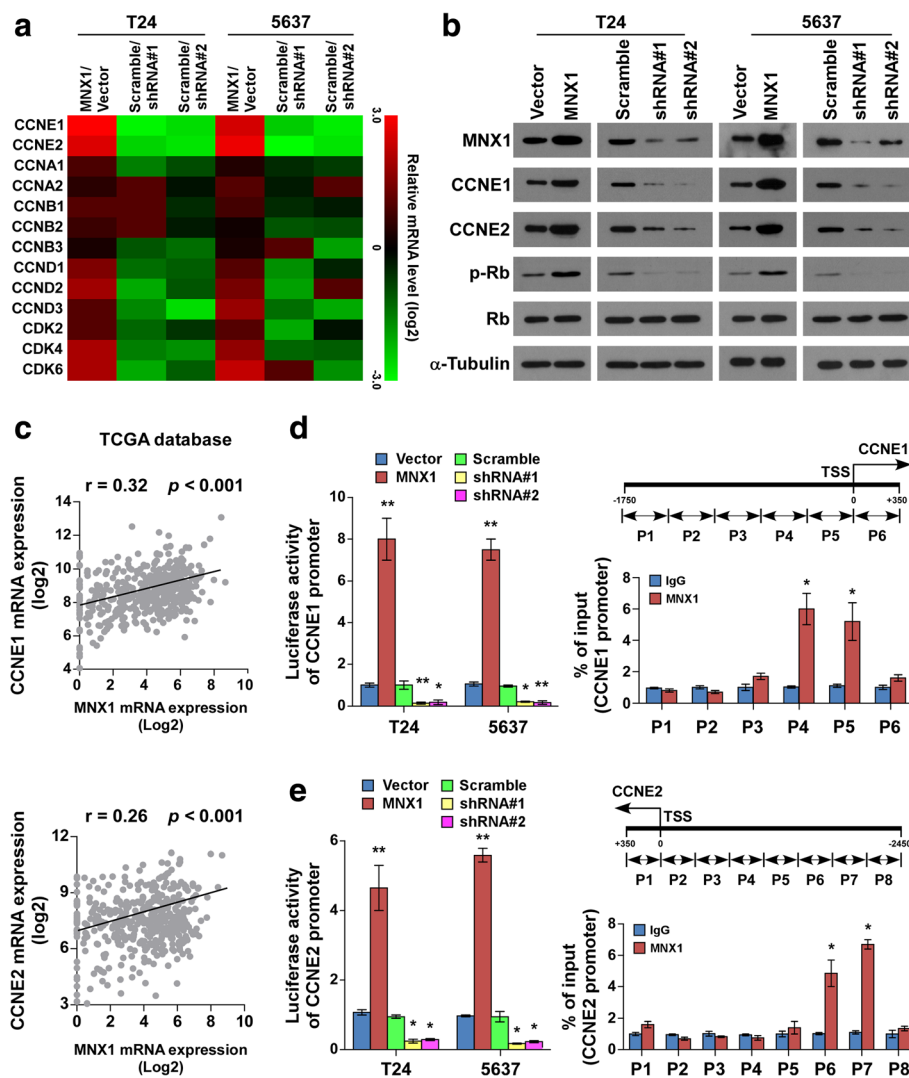 a
T24
5637
MNX1/
Vector
Scramble/
shRNA#1
Scramble/
shRNA#2
MNX1/
Vector
Scramble/
shRNA#1
Scramble/
shRNA#2
CCNE1
CCNE2
CCNA1
CCNA2
CCNB1
CCNB2
CCNB3
CCND1
CCND2
CCND3
CDK2
CDK4
CDK6
3.0
0
-3.0
Relative mRNA level (log2)
b
T24
5637
Vector
MNX1
Scramble
shRNA#1
shRNA#2
Vector
MNX1
Scramble
shRNA#1
shRNA#2
MNX1
CCNE1
CCNE2
p-Rb
Rb
α-Tubulin
c
TCGA database
r = 0.32 p < 0.001
CCNE1 mRNA expression
(log2)
14
12
10
8
6
4
0 2 4 6 8 10
MNX1 mRNA expression
(Log2)
r = 0.26 p < 0.001
CCNE2 mRNA expression
(log2)
12
9
6
3
0 2 4 6 8 10
MNX1 mRNA expression
(Log2)
d
Vector
MNX1
Scramble
shRNA#1
shRNA#2
Luciferase activity
of CCNE1 promoter
10
8
6
4
2
0
**
** *
**
* **
T24 5637
CCNE1
TSS
-1750 0 +350
P1 P2 P3 P4 P5 P6
% of input
(CCNE1 promoter)
8
6
4
2
0
IgG
MNX1
* *
P1 P2 P3 P4 P5 P6
e
Vector
MNX1
Scramble
shRNA#1
shRNA#2
Luciferase activity
of CCNE2 promoter
6
4
2
0
**
* *
**
* *
T24 5637
CCNE2
TSS
+350 0 -2450
P1 P2 P3 P4 P5 P6 P7 P8
% of input
(CCNE2 promoter)
8
6
4
2
0
IgG
MNX1
* *
P1 P2 P3 P4 P5 P6 P7 P8